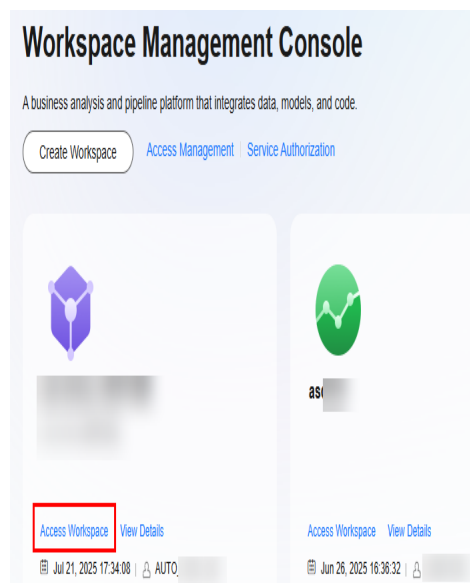 Workspace Management Console
A business analysis and pipeline platform that integrates data, models, and code.
Create Workspace Access Management | Service Authorization
Access Workspace View Details Access Workspace View Details
Jul 21, 2025 17:34:08 | AUTO_ Jun 26, 2025 16:36:32 |